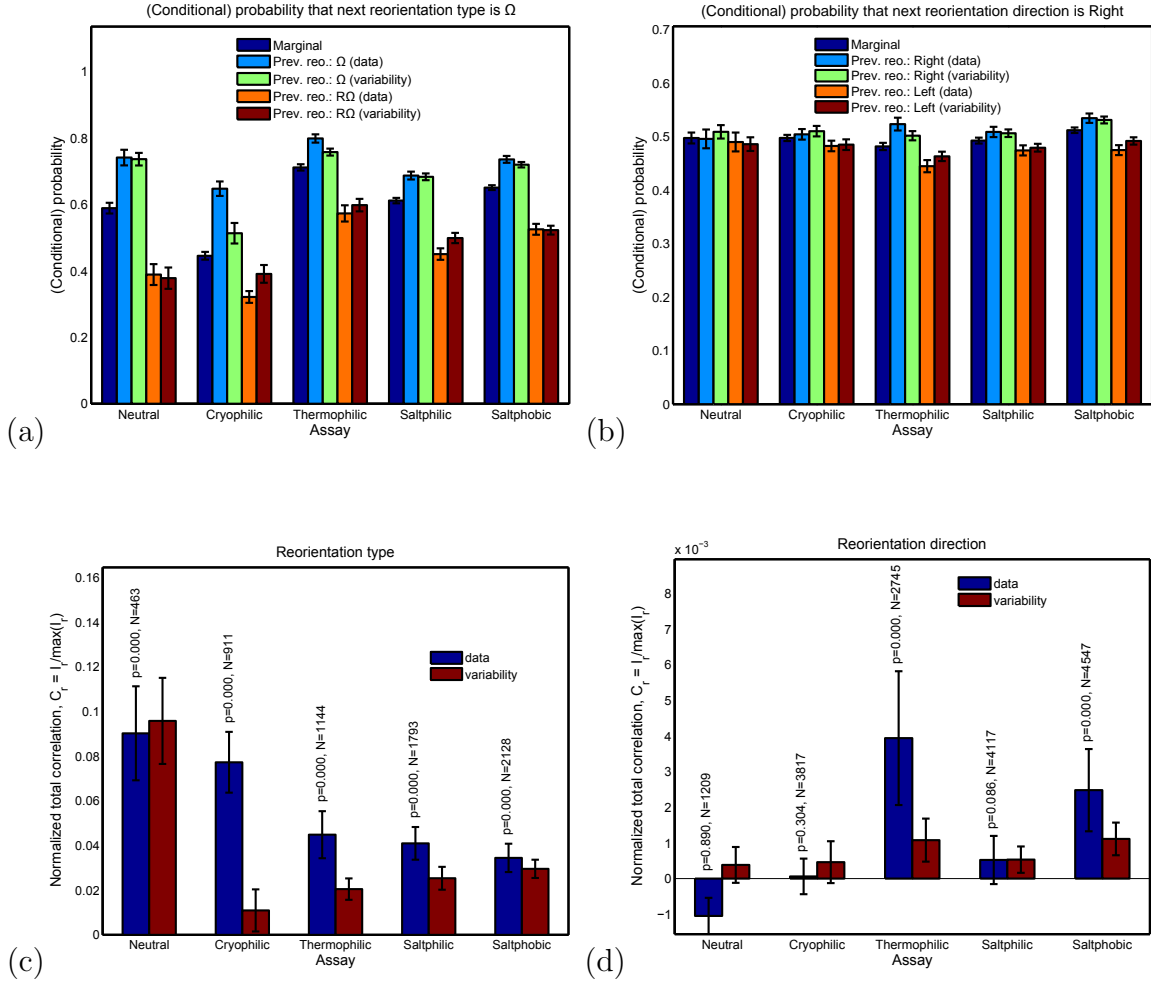 (Conditional) probability that next reorientation type is Ω
(Conditional) probability
1
0.8
0.6
0.4
0.2
0
Marginal
Prev. reo.: Ω (data)
Prev. reo.: Ω (variability)
Prev. reo.: RΩ (data)
Prev. reo.: RΩ (variability)
Neutral Cryophilic Thermophilic Saltphilic Saltphobic
Assay
(a)
(Conditional) probability that next reorientation direction is Right
(Conditional) probability
0.7
0.6
0.5
0.4
0.3
0.2
0.1
0
Marginal
Prev. reo.: Right (data)
Prev. reo.: Right (variability)
Prev. reo.: Left (data)
Prev. reo.: Left (variability)
Neutral Cryophilic Thermophilic Saltphilic Saltphobic
Assay
(b)
Reorientation type
Normalized total correlation, C_r = I_r/max(I_r)
0.16
0.14
0.12
0.1
0.08
0.06
0.04
0.02
0
p=0.000, N=463
p=0.000, N=911
p=0.000, N=1144
p=0.000, N=1793
p=0.000, N=2128
data
variability
Neutral Cryophilic Thermophilic Saltphilic Saltphobic
Assay
(c)
Reorientation direction
x 10−3
Normalized total correlation, C_r = I_r/max(I_r)
8
7
6
5
4
3
2
1
0
−1
p=0.890, N=1209
p=0.304, N=3817
p=0.000, N=2745
p=0.086, N=4117
p=0.000, N=4547
data
variability
Neutral Cryophilic Thermophilic Saltphilic Saltphobic
Assay
(d)